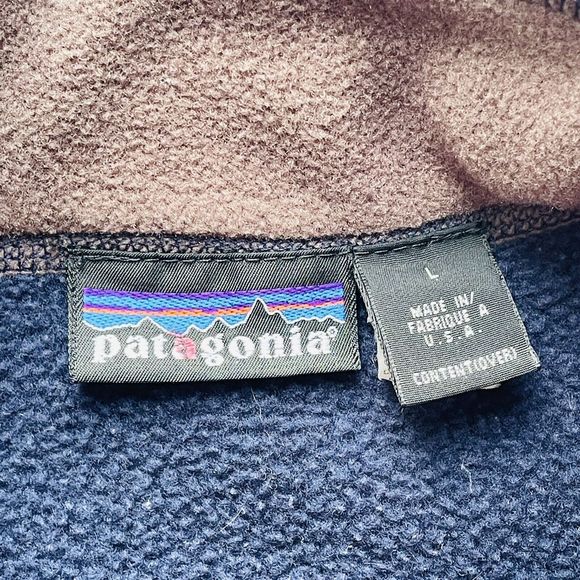 patagonia®
L
MADE IN/
FABRIQUE A
U.S.A.
CONTENT(OVER)